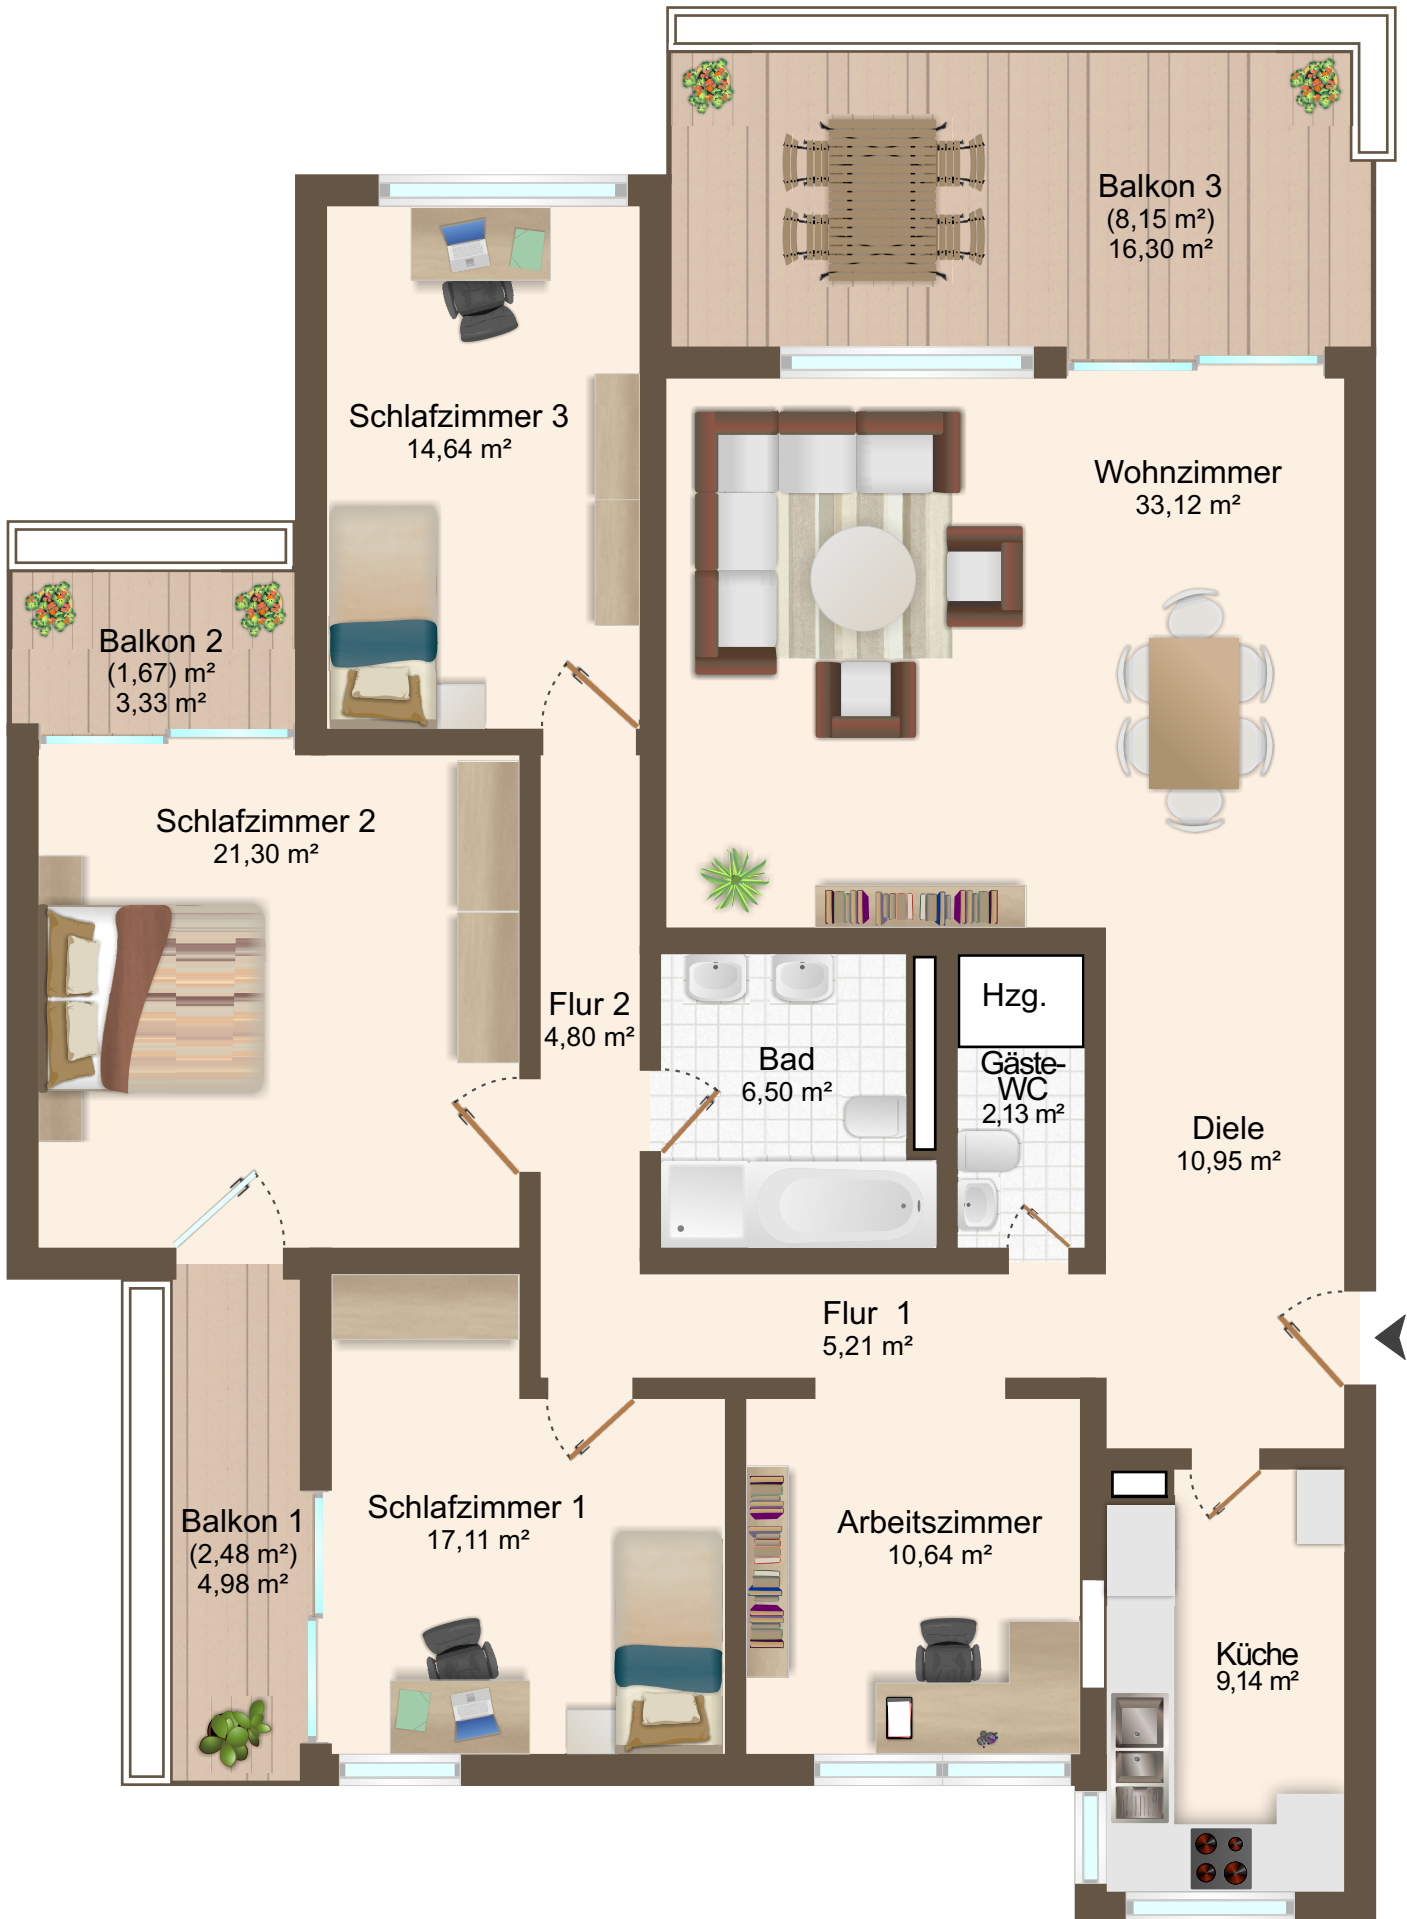 Balkon 3
(8,15 m²)
16,30 m²
Schlafzimmer 3
14,64 m²
Wohnzimmer
33,12 m²
Balkon 2
(1,67) m²
3,33 m²
Schlafzimmer 2
21,30 m²
Flur 2
4,80 m²
Bad
6,50 m²
Hzg.
Gäste-
WC
2,13 m²
Diele
10,95 m²
Flur 1
5,21 m²
Balkon 1
(2,48 m²)
4,98 m²
Schlafzimmer 1
17,11 m²
Arbeitszimmer
10,64 m²
Küche
9,14 m²